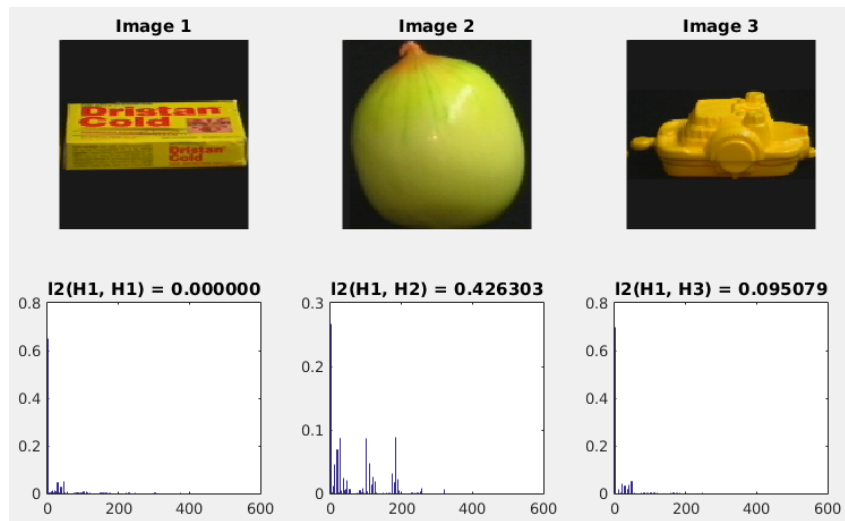 Image 1
Image 2
Image 3
Dristan
Cold
Dristan
Cold
l2(H1, H1) = 0.000000
l2(H1, H2) = 0.426303
l2(H1, H3) = 0.095079
0.8
0.6
0.4
0.2
0
0 200 400 600
0.3
0.2
0.1
0
0 200 400 600
0.8
0.6
0.4
0.2
0
0 200 400 600